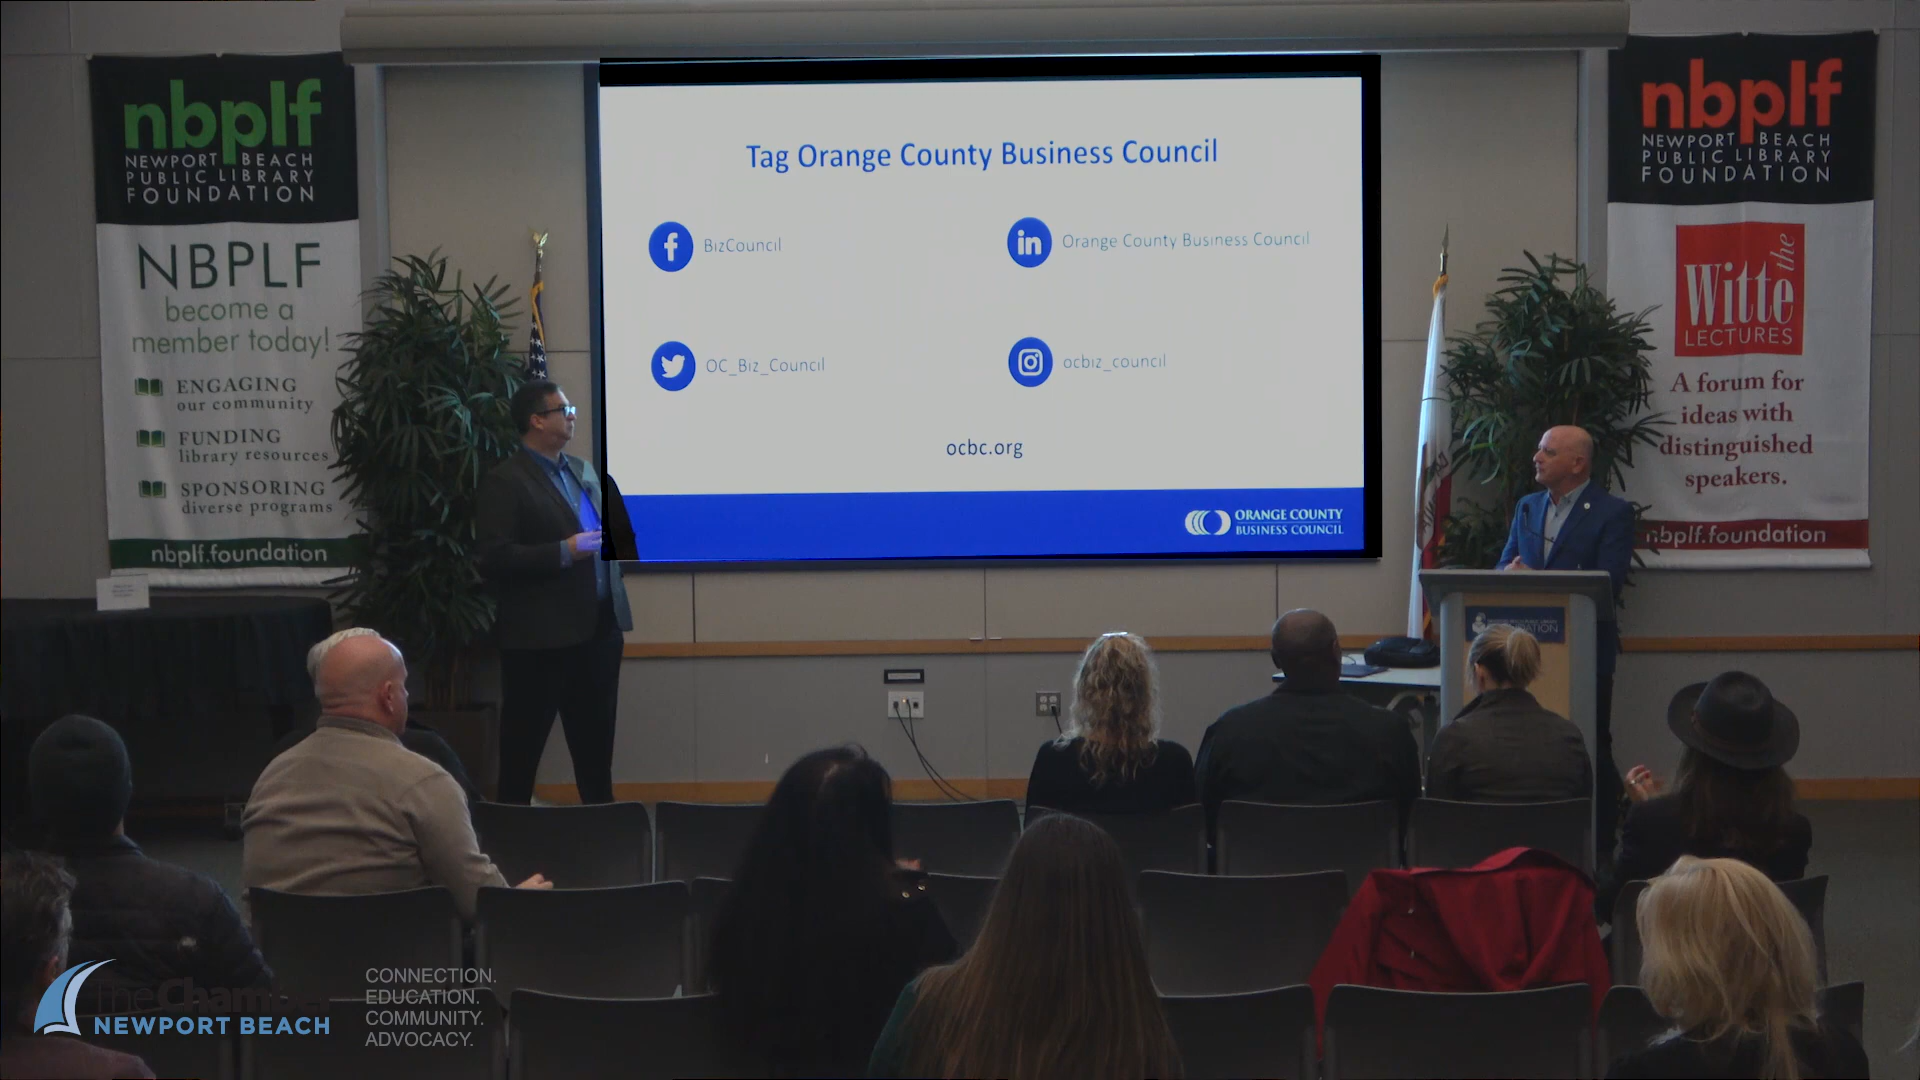 nbplf
NEWPORT BEACH
PUBLIC LIBRARY
FOUNDATION
NBPLF
become a
member today!
ENGAGING
our community
FUNDING
library resources
SPONSORING
diverse programs
nbplf.foundation
Tag Orange County Business Council
BizCouncil
Orange County Business Council
OC_Biz_Council
ocbiz_council
ocbc.org
ORANGE COUNTY
BUSINESS COUNCIL
nbplf
NEWPORT BEACH
PUBLIC LIBRARY
FOUNDATION
Witte the
LECTURES
A forum for
ideas with
distinguished
speakers.
nbplf.foundation
FOUNDATION
TheChamber
NEWPORT BEACH
CONNECTION.
EDUCATION.
COMMUNITY.
ADVOCACY.